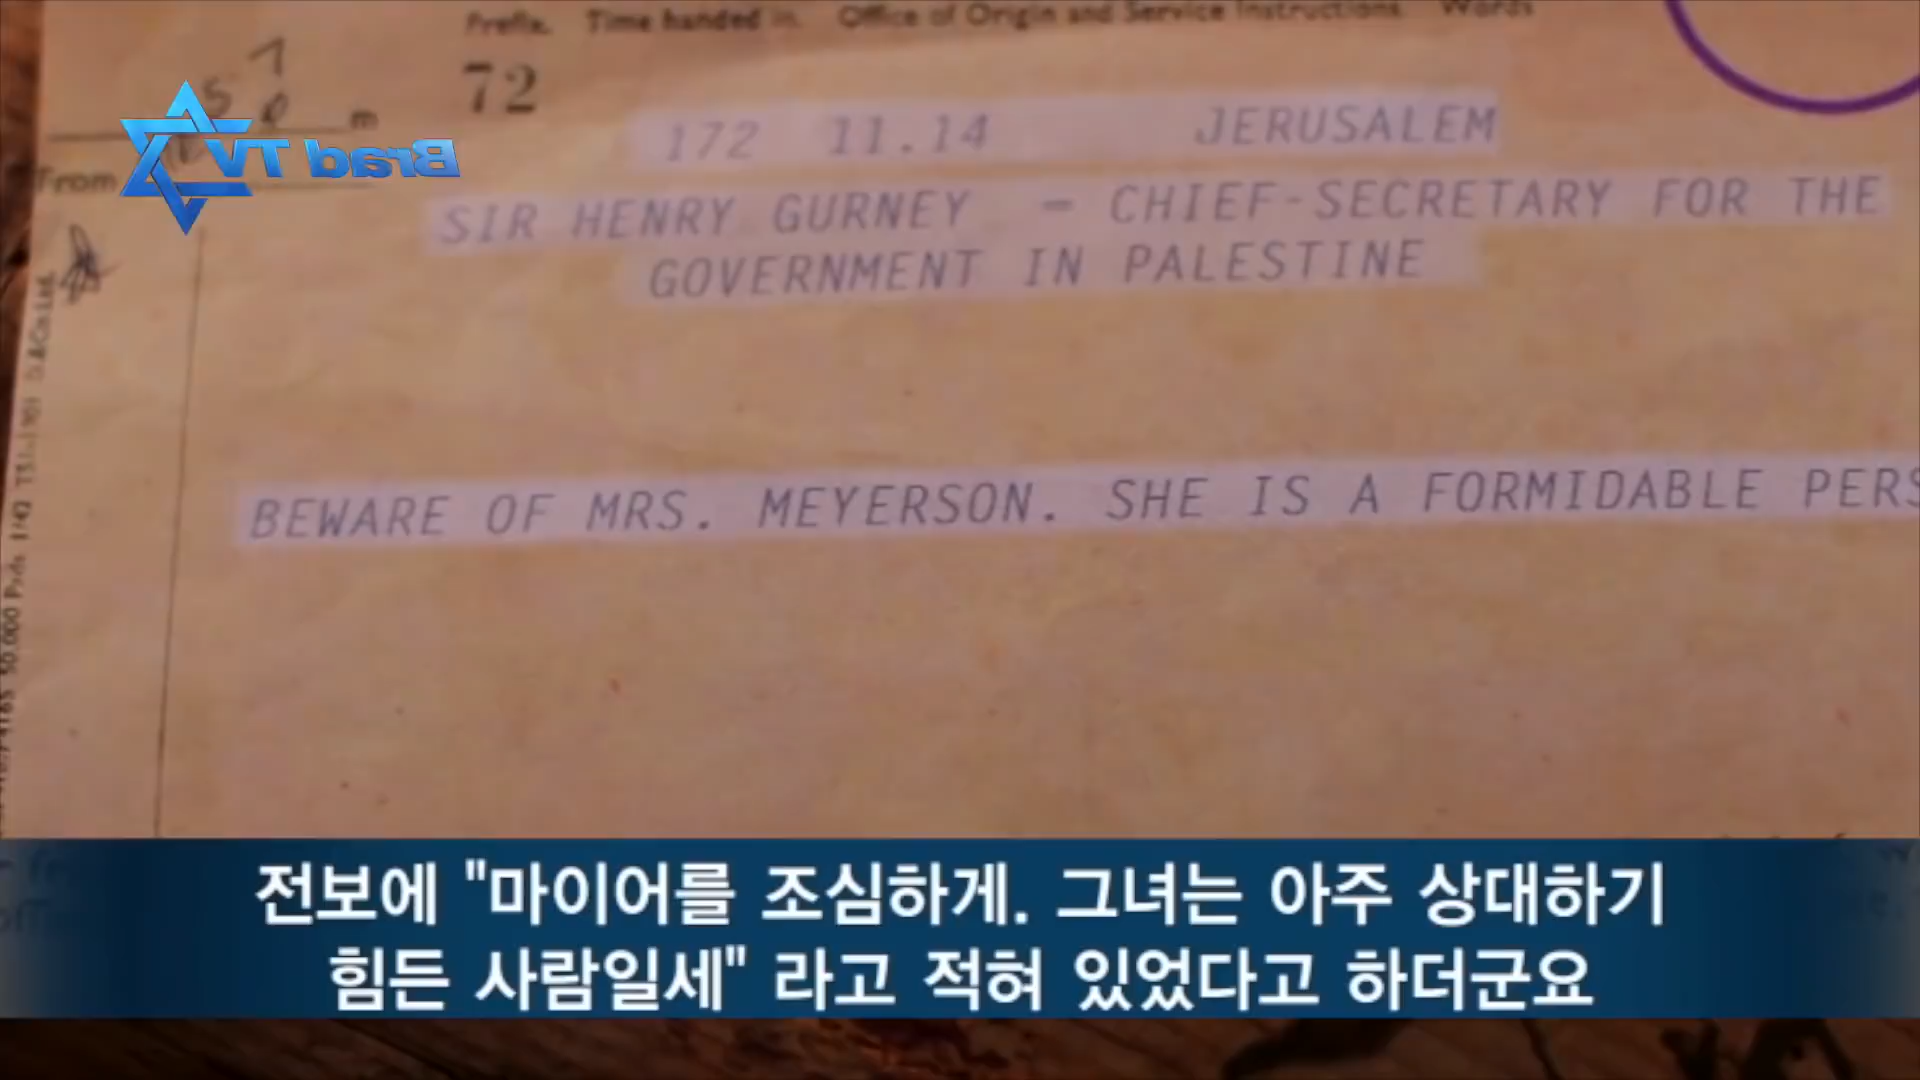 Prefix. Time handed in. Office of Origin and Service Instructions. Words
72
m
Brad TV
From
172 11.14 JERUSALEM
SIR HENRY GURNEY - CHIEF-SECRETARY FOR THE
GOVERNMENT IN PALESTINE
BEWARE OF MRS. MEYERSON. SHE IS A FORMIDABLE PERS
전보에 "마이어를 조심하게. 그녀는 아주 상대하기
힘든 사람일세" 라고 적혀 있었다고 하더군요